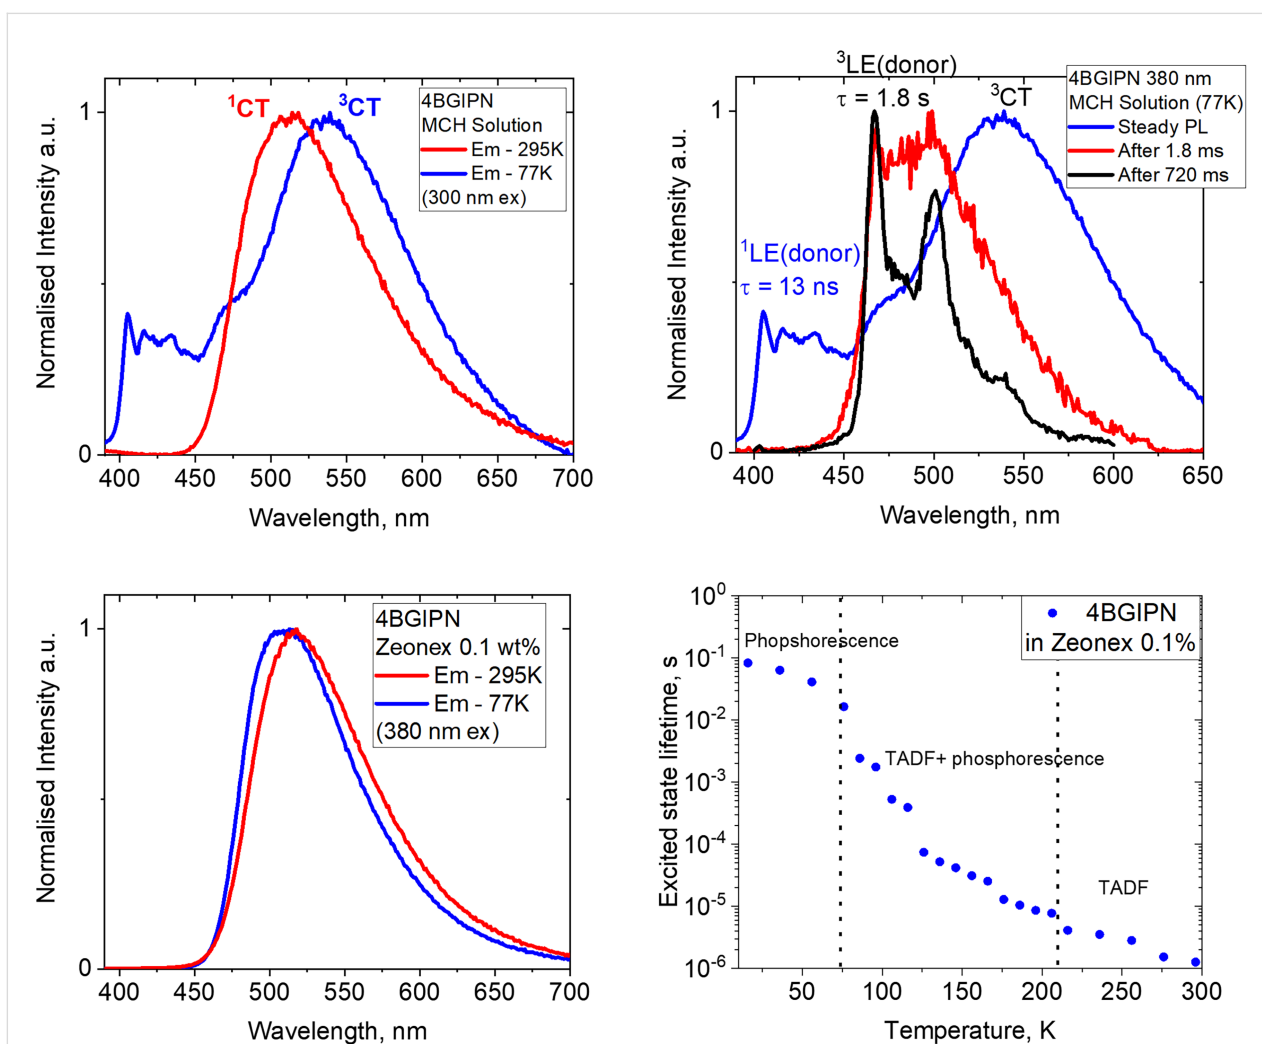 Normalised Intensity a.u.
1
0
¹CT
³CT
4BGIPN
MCH Solution
Em - 295K
Em - 77K
(300 nm ex)
400 450 500 550 600 650 700
Wavelength, nm
Normalised Intensity a.u.
1
0
³LE(donor)
τ = 1.8 s
³CT
4BGIPN 380 nm
MCH Solution (77K)
Steady PL
After 1.8 ms
After 720 ms
¹LE(donor)
τ = 13 ns
400 450 500 550 600 650
Wavelength, nm
Normalised Intensity a.u.
1
0
4BGIPN
Zeonex 0.1 wt%
Em - 295K
Em - 77K
(380 nm ex)
400 450 500 550 600 650 700
Wavelength, nm
Excited state lifetime, s
10⁰
10⁻¹
10⁻²
10⁻³
10⁻⁴
10⁻⁵
10⁻⁶
4BGIPN
in Zeonex 0.1%
Phopshorescence
TADF+ phosphorescence
TADF
50 100 150 200 250 300
Temperature, K